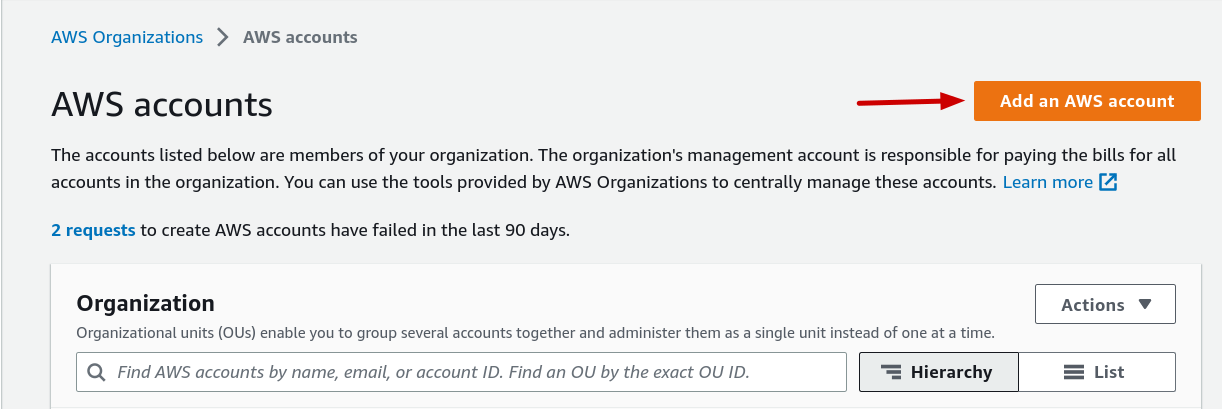 AWS Organizations > AWS accounts
AWS accounts
Add an AWS account
The accounts listed below are members of your organization. The organization's management account is responsible for paying the bills for all
accounts in the organization. You can use the tools provided by AWS Organizations to centrally manage these accounts. Learn more
2 requests to create AWS accounts have failed in the last 90 days.
Organization
Actions
Organizational units (OUs) enable you to group several accounts together and administer them as a single unit instead of one at a time.
Find AWS accounts by name, email, or account ID. Find an OU by the exact OU ID.
Hierarchy
List